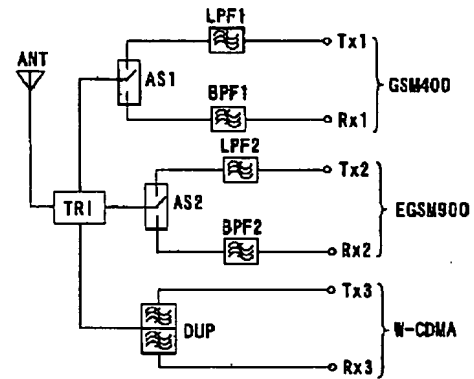 LPF1
Tx1
ANT
AS1
GSM400
BPF1
Rx1
LPF2
Tx2
TRI
AS2
EGSM900
BPF2
Rx2
Tx3
DUP
W-CDMA
Rx3